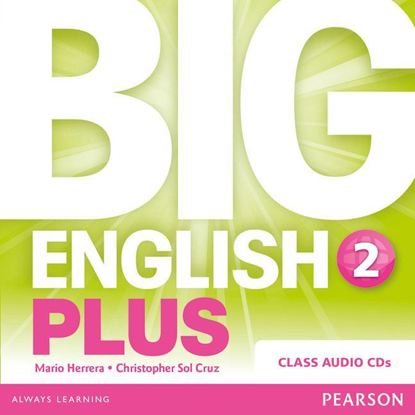 BIG
ENGLISH 2
PLUS
Mario Herrera • Christopher Sol Cruz
CLASS AUDIO CDs
ALWAYS LEARNING
PEARSON